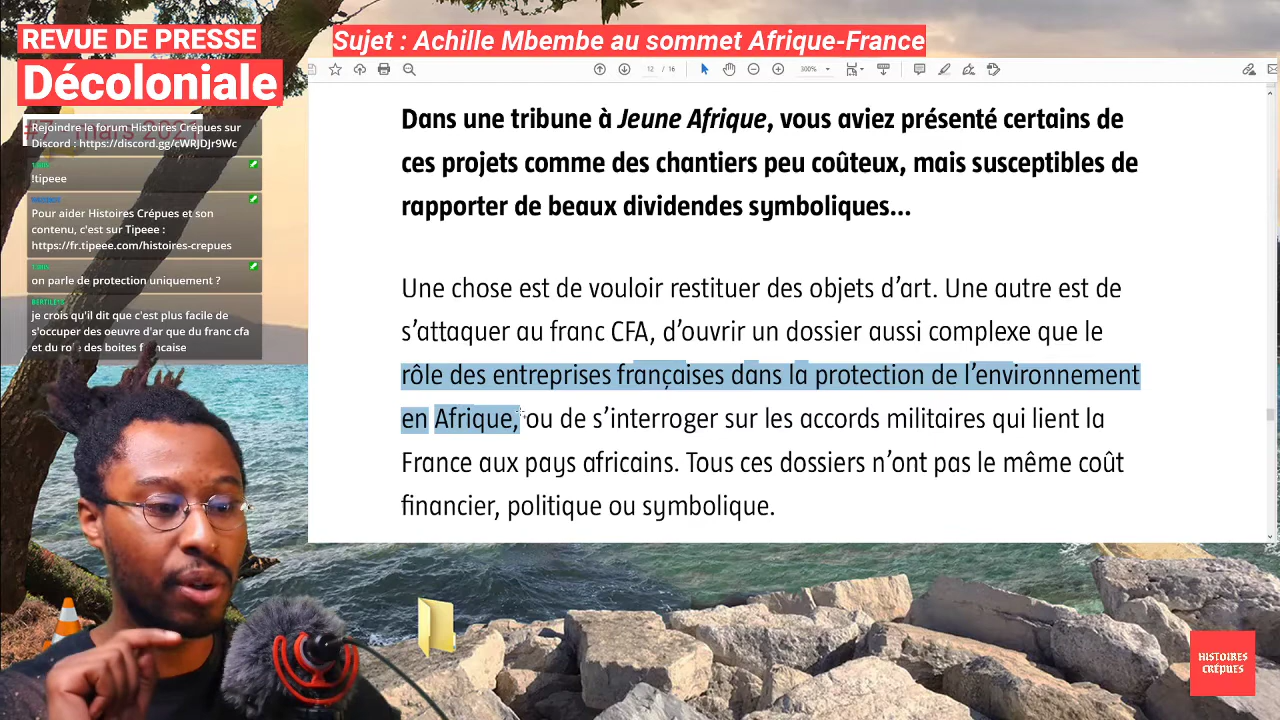 REVUE DE PRESSE
Décoloniale
Sujet : Achille Mbembe au sommet Afrique-France
12 / 16
300%
Rejoindre le forum Histoires Crépues sur
Discord : https://discord.gg/cWRJDJr9Wc
!tipeee
Pour aider Histoires Crépues et son
contenu, c'est sur Tipeee :
https://fr.tipeee.com/histoires-crepues
on parle de protection uniquement ?
je crois qu'il dit que c'est plus facile de
s'occuper des oeuvre d'ar que du franc cfa
et du des boites
Dans une tribune à Jeune Afrique, vous aviez présenté certains de
ces projets comme des chantiers peu coûteux, mais susceptibles de
rapporter de beaux dividendes symboliques...
Une chose est de vouloir restituer des objets d’art. Une autre est de
s’attaquer au franc CFA, d’ouvrir un dossier aussi complexe que le
rôle des entreprises françaises dans la protection de l’environnement
en Afrique, ou de s’interroger sur les accords militaires qui lient la
France aux pays africains. Tous ces dossiers n’ont pas le même coût
financier, politique ou symbolique.
HISTOIRES
CRÉPUES